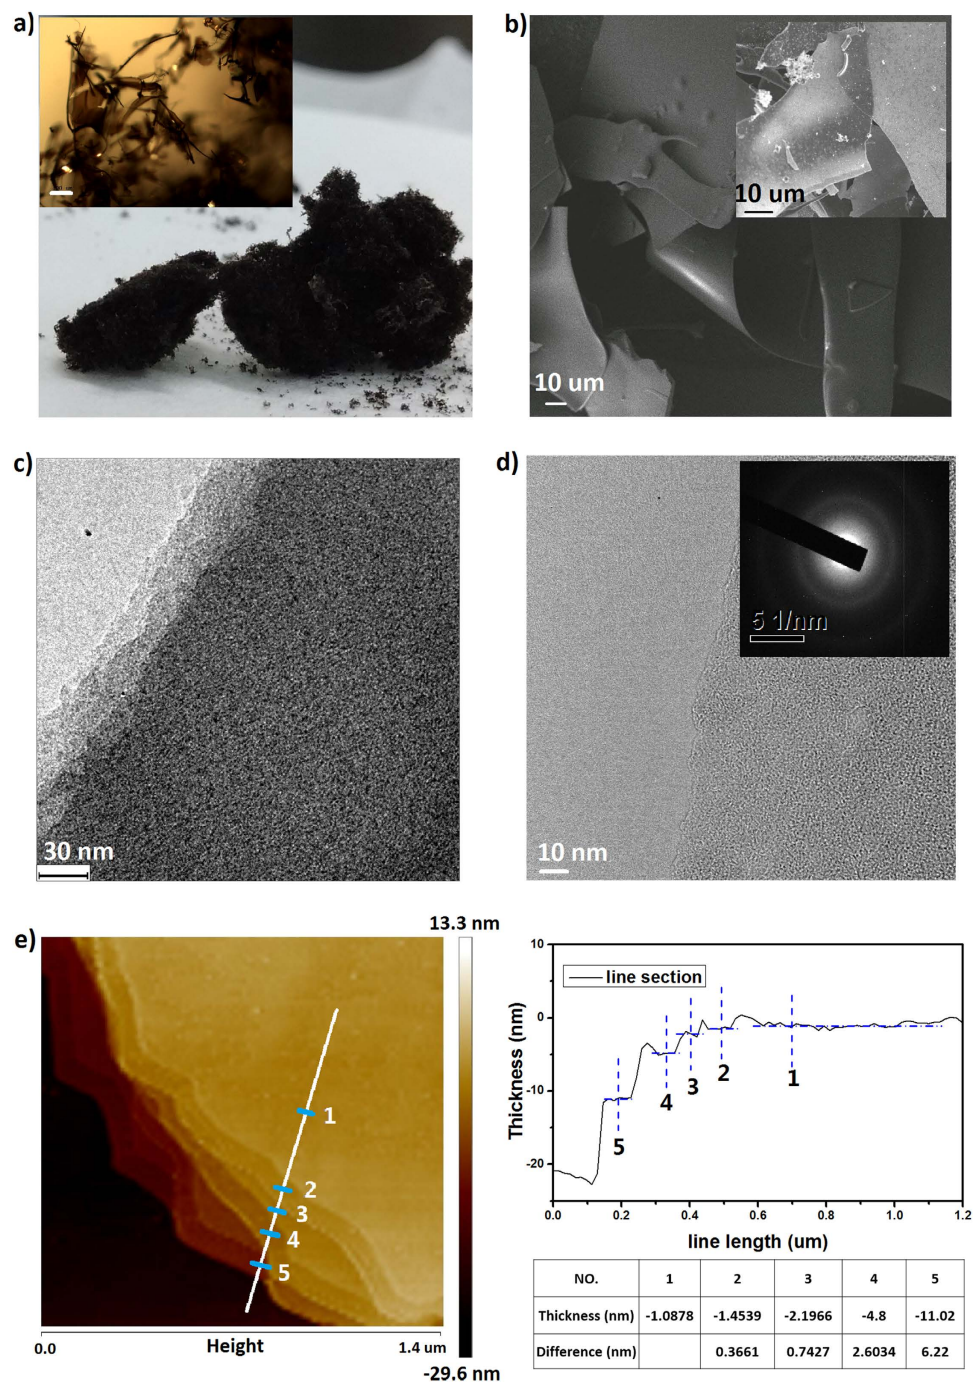 a)
b)
10 um
10 um
c)
30 nm
d)
5 1/nm
10 nm
e)
13.3 nm
1
2
3
4
5
0.0
Height
1.4 um
-29.6 nm
10
0
-10
-20
Thickness (nm)
line section
5
4
3
2
1
0.0 0.2 0.4 0.6 0.8 1.0 1.2
line length (um)
NO. 1 2 3 4 5
Thickness (nm) -1.0878 -1.4539 -2.1966 -4.8 -11.02
Difference (nm) 0.3661 0.7427 2.6034 6.22